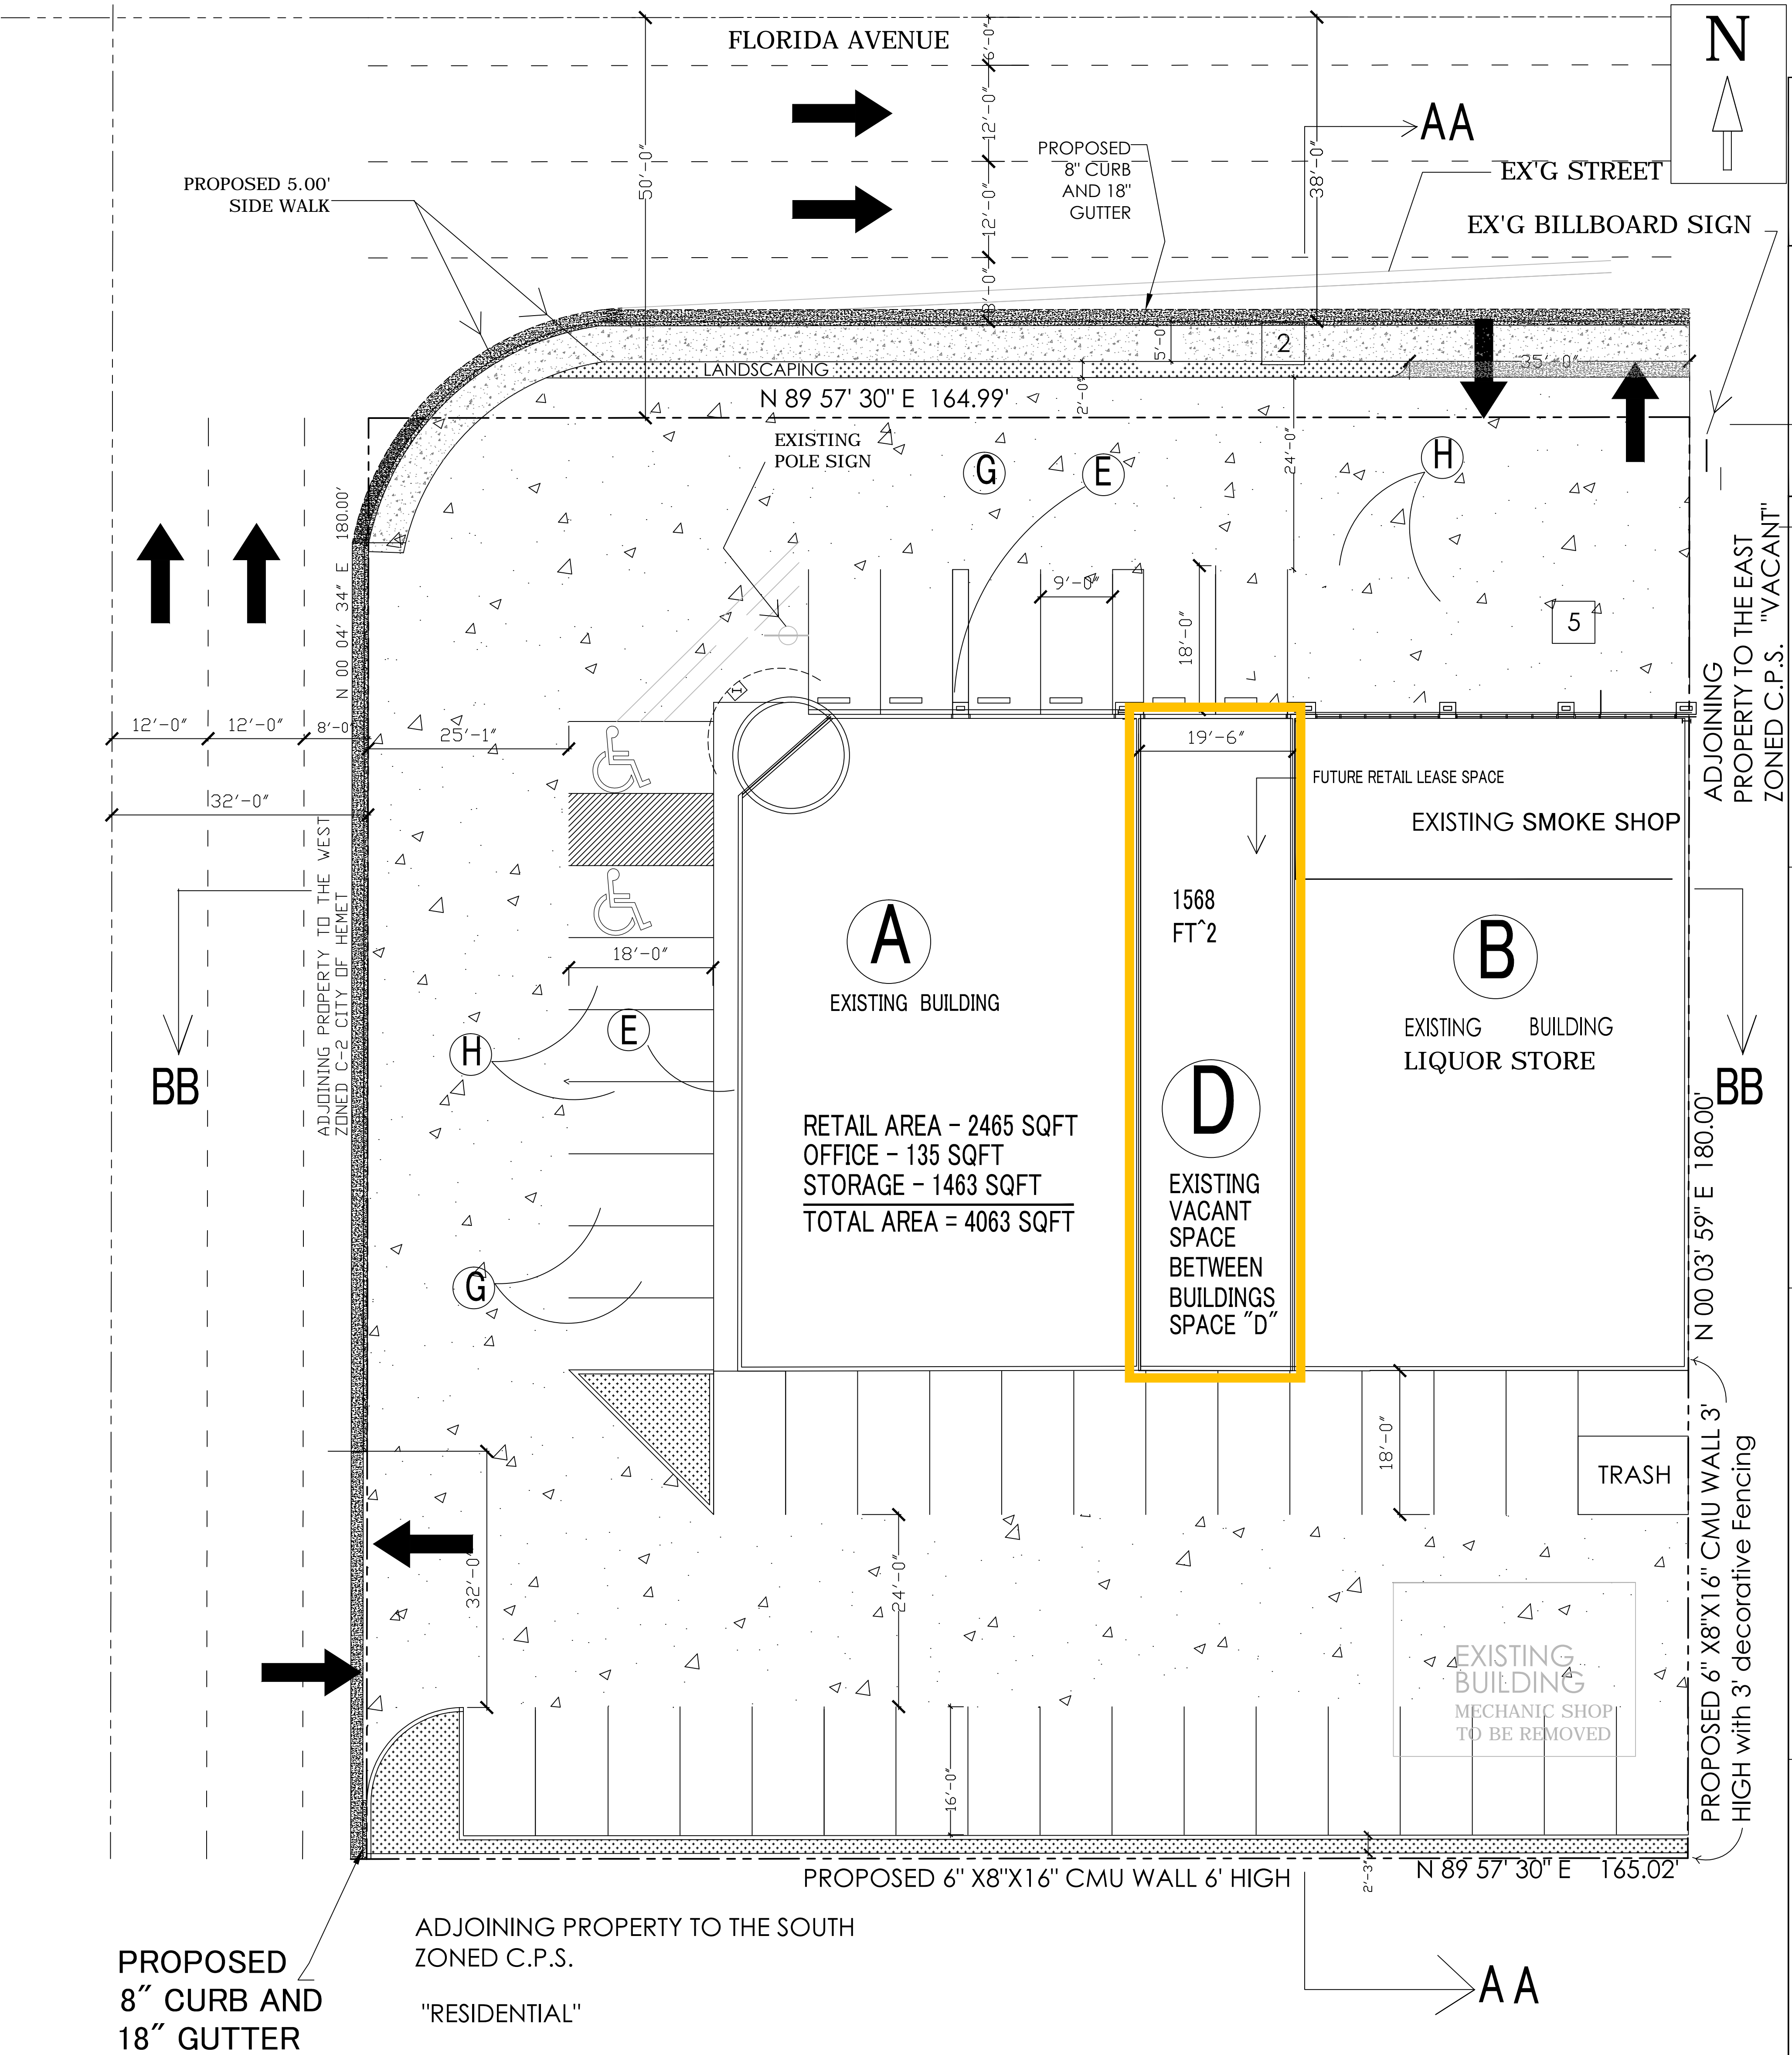 FLORIDA AVENUE
N
6'-0"
12'-0"
12'-0"
8'-0"
50'-0"
38'-0"
AA
PROPOSED
8" CURB
AND 18"
GUTTER
EX'G STREET
EX'G BILLBOARD SIGN
PROPOSED 5.00'
SIDE WALK
5'-0"
2
35'-0"
LANDSCAPING
2'-0"
N 89 57' 30" E 164.99'
EXISTING
POLE SIGN
G
E
H
24'-0"
N 00 04' 34" E 180.00'
9'-0"
18'-0"
5
ADJOINING
PROPERTY TO THE EAST
ZONED C.P.S. "VACANT"
12'-0"
12'-0"
8'-0"
25'-1"
32'-0"
19'-6"
FUTURE RETAIL LEASE SPACE
EXISTING SMOKE SHOP
ADJOINING PROPERTY TO THE WEST
ZONED C-2 CITY OF HEMET
1568
FT^2
A
EXISTING BUILDING
B
EXISTING BUILDING
LIQUOR STORE
18'-0"
H
E
BB
BB
D
RETAIL AREA - 2465 SQFT
OFFICE - 135 SQFT
STORAGE - 1463 SQFT
TOTAL AREA = 4063 SQFT
EXISTING
VACANT
SPACE
BETWEEN
BUILDINGS
SPACE "D"
G
N 00 03' 59" E 180.00'
18'-0"
TRASH
32'-0"
24'-0"
EXISTING
BUILDING
MECHANIC SHOP
TO BE REMOVED
PROPOSED 6" X8"X16" CMU WALL 3'
HIGH with 3' decorative Fencing
16'-0"
2'-3"
PROPOSED 6" X8"X16" CMU WALL 6' HIGH
N 89 57' 30" E 165.02'
ADJOINING PROPERTY TO THE SOUTH
ZONED C.P.S.
"RESIDENTIAL"
PROPOSED
8" CURB AND
18" GUTTER
A A